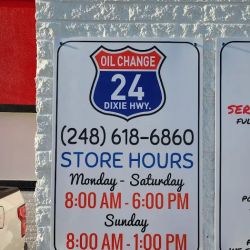 OIL CHANGE
24
DIXIE HWY.
(248) 618-6860
STORE HOURS
Monday - Saturday
8:00 AM - 6:00 PM
Sunday
8:00 AM - 1:00 PM